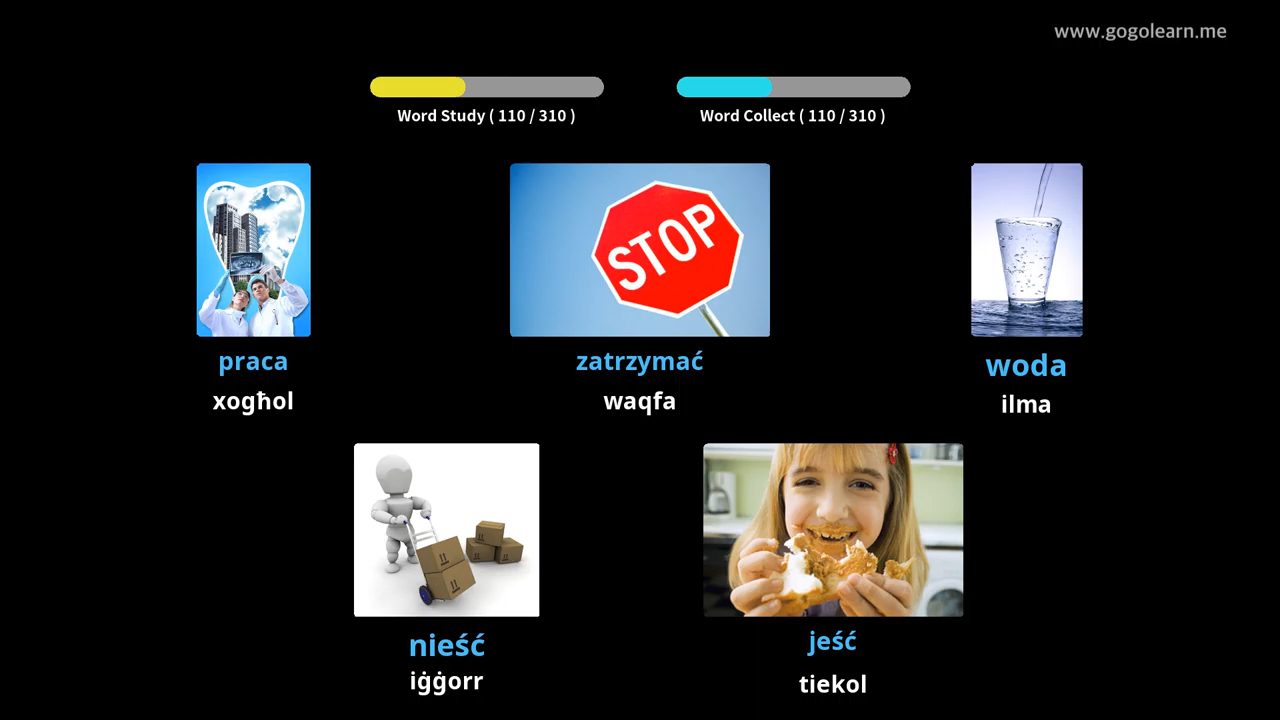 www.gogolearn.me
Word Study ( 110 / 310 )
Word Collect ( 110 / 310 )
STOP
praca
xogħol
zatrzymać
waqfa
woda
ilma
nieść
iġġorr
jeść
tiekol